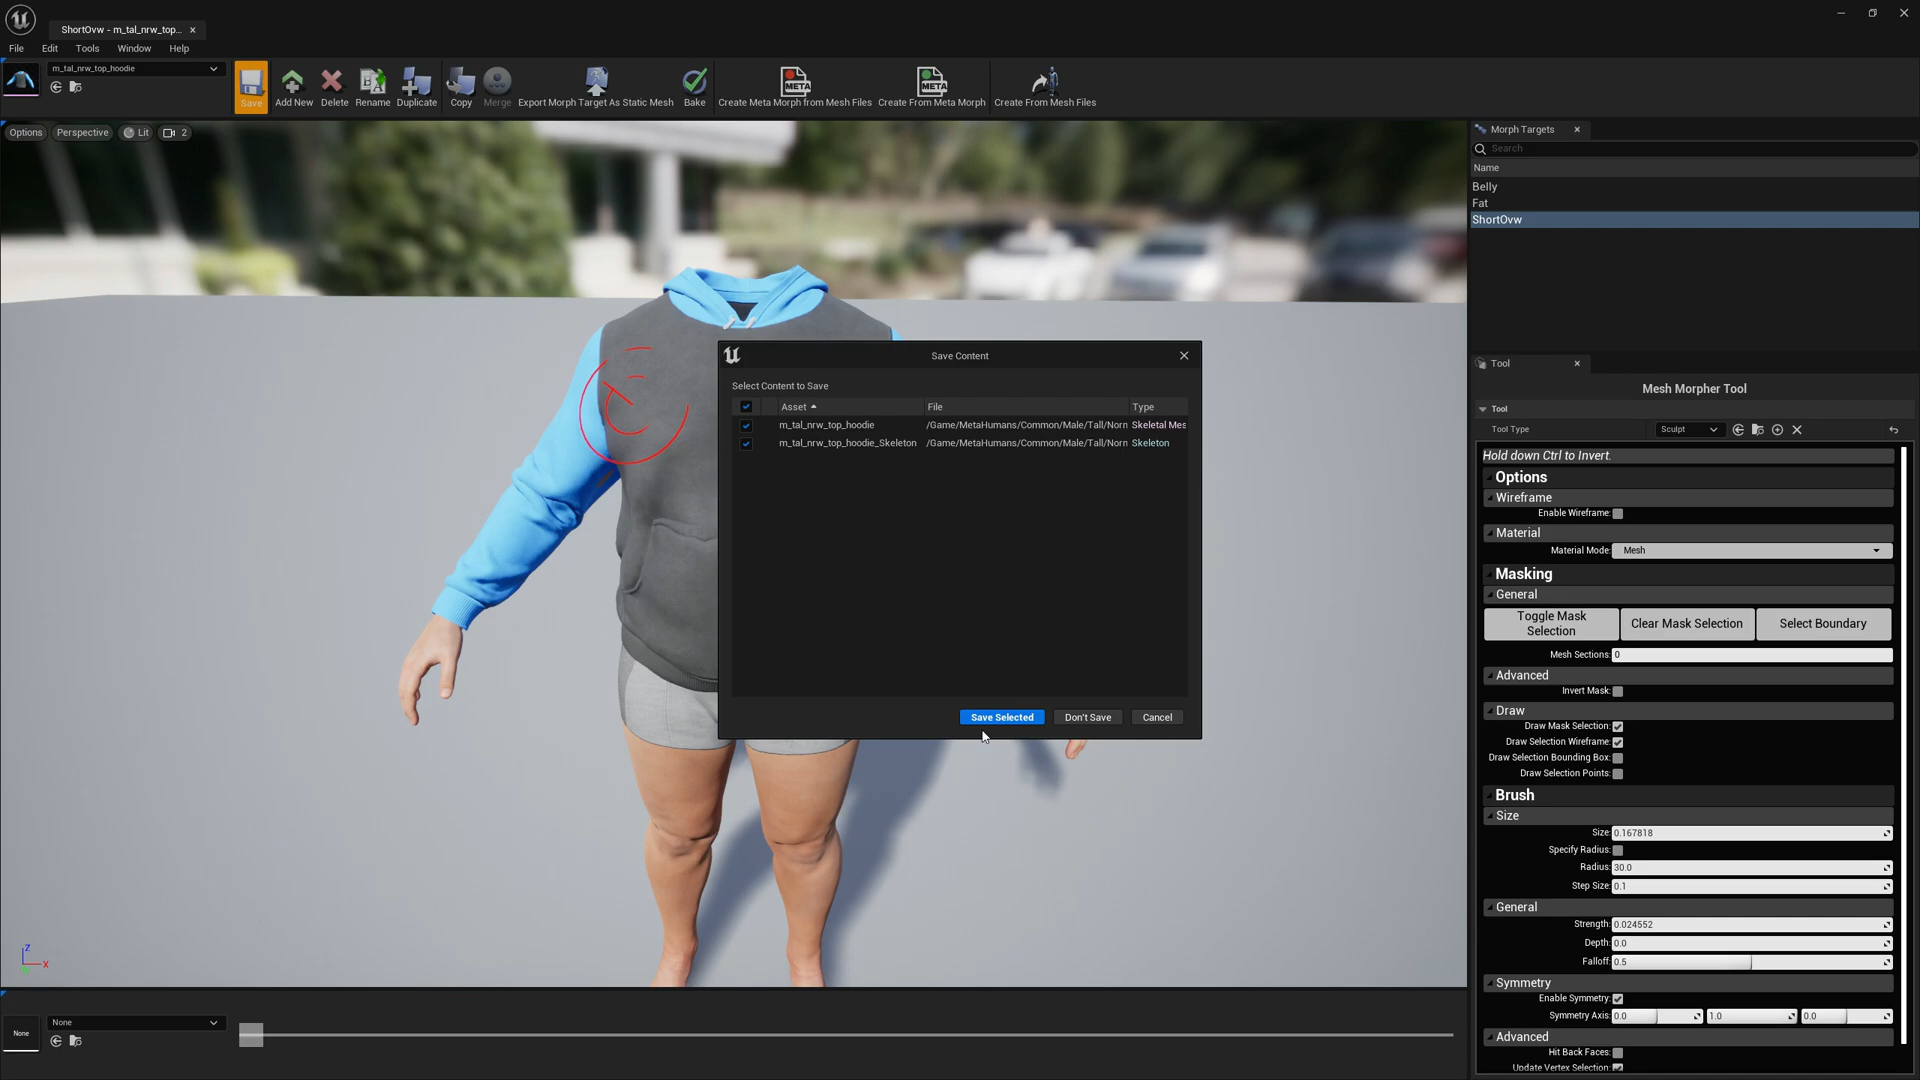 ShortOvw - m_tal_nrw_top...
File Edit Tools Window Help
m_tal_nrw_top_hoodie
Save
Add New
Delete
Rename
Duplicate
Copy
Merge
Export Morph Target As Static Mesh
Bake
META
Create Meta Morph from Mesh Files
META
Create From Meta Morph
Create From Mesh Files
Options
Perspective
Lit
2
Morph Targets
Search
Name
Belly
Fat
ShortOvw
Save Content
Select Content to Save
Asset File Type
m_tal_nrw_top_hoodie /Game/MetaHumans/Common/Male/Tall/Norn Skeletal Mes
m_tal_nrw_top_hoodie_Skeleton /Game/MetaHumans/Common/Male/Tall/Norn Skeleton
Save Selected
Don't Save
Cancel
Tool
Mesh Morpher Tool
Tool
Tool Type Sculpt
Hold down Ctrl to Invert.
Options
Wireframe
Enable Wireframe:
Material
Material Mode: Mesh
Masking
General
Toggle Mask
Selection
Clear Mask Selection
Select Boundary
Mesh Sections: 0
Advanced
Invert Mask:
Draw
Draw Mask Selection:
Draw Selection Wireframe:
Draw Selection Bounding Box:
Draw Selection Points:
Brush
Size
Size: 0.167818
Specify Radius:
Radius: 30.0
Step Size: 0.1
General
Strength: 0.024552
Depth: 0.0
Falloff: 0.5
Symmetry
Enable Symmetry:
Symmetry Axis: 0.0 1.0 0.0
Advanced
Hit Back Faces:
Update Vertex Selection:
Z
X
None
None